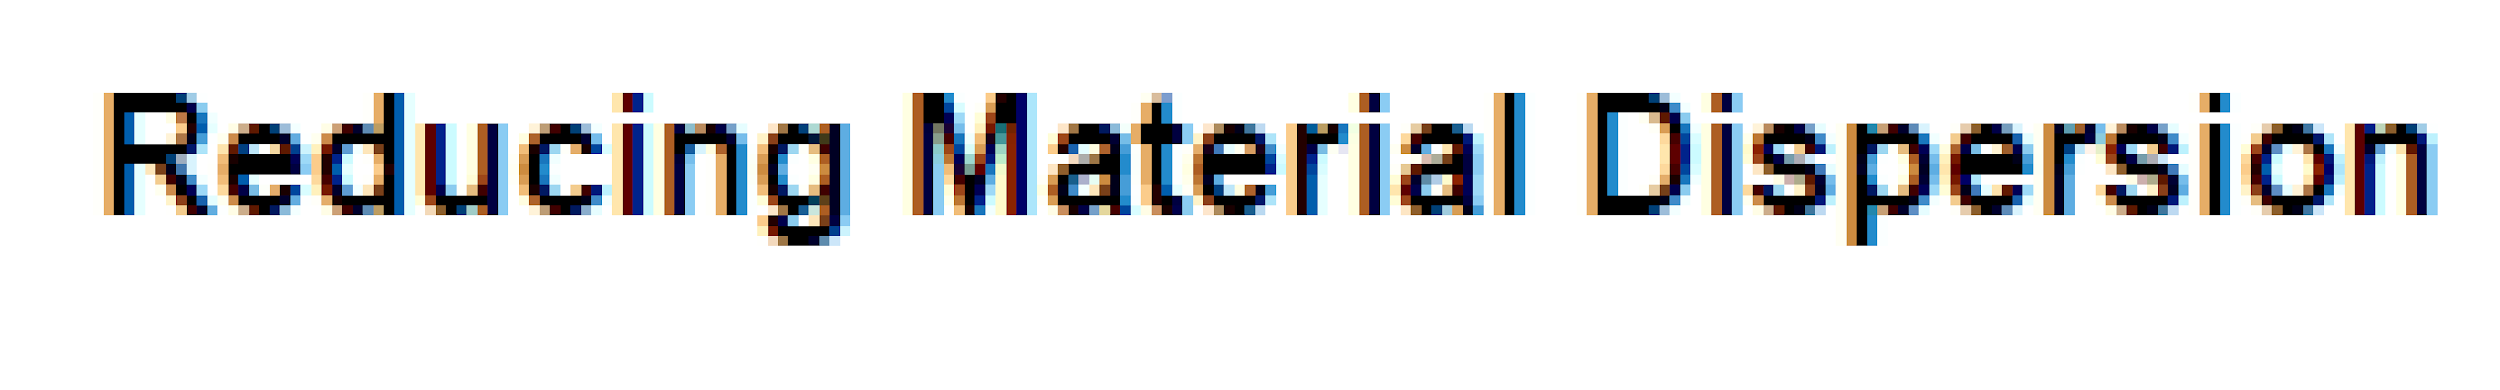 Reducing Material Dispersion